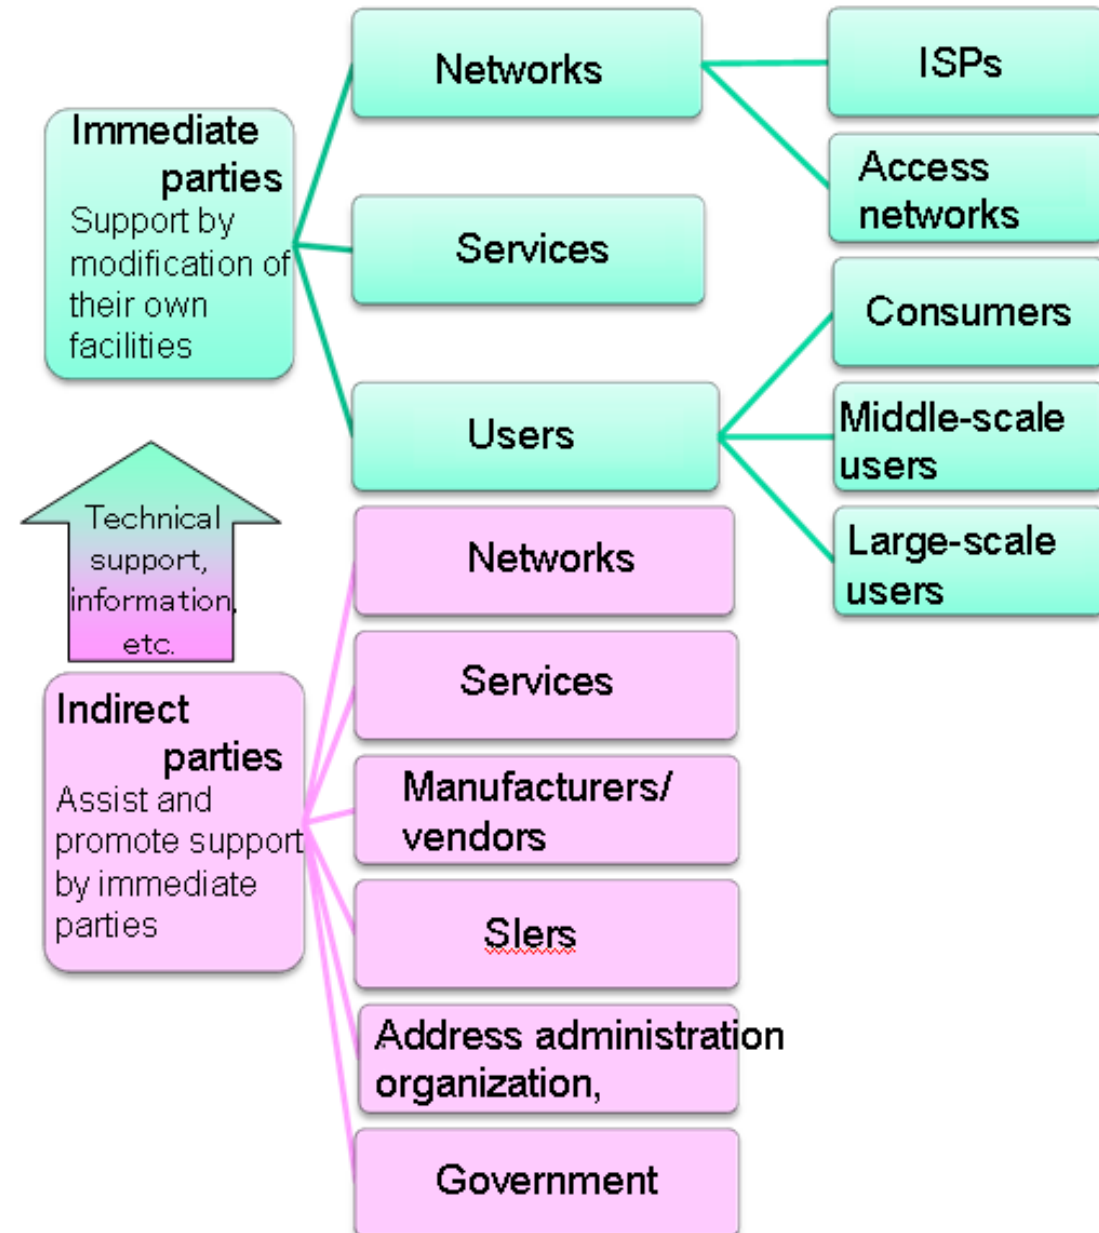 Networks
ISPs
Immediate
parties
Support by
modification of
their own
facilities
Access
networks
Services
Consumers
Users
Middle-scale
users
Technical
support,
information,
etc.
Networks
Large-scale
users
Indirect
parties
Assist and
promote support
by immediate
parties
Services
Manufacturers/
vendors
SIers
Address administration
organization,
Government